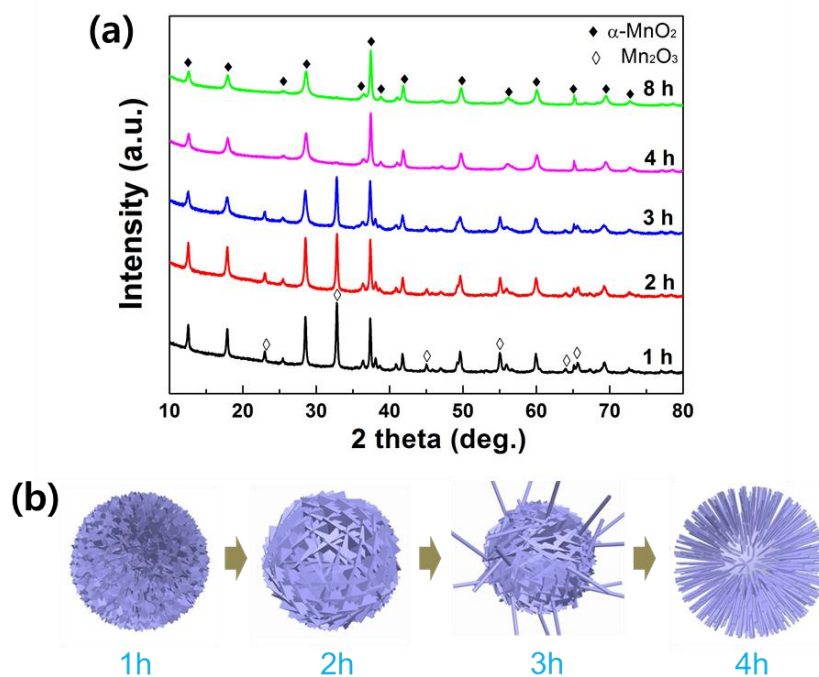 (a)
◆ α-MnO₂
◇ Mn₂O₃
8 h
4 h
3 h
2 h
1 h
Intensity (a.u.)
10 20 30 40 50 60 70 80
2 theta (deg.)
(b)
1h 2h 3h 4h